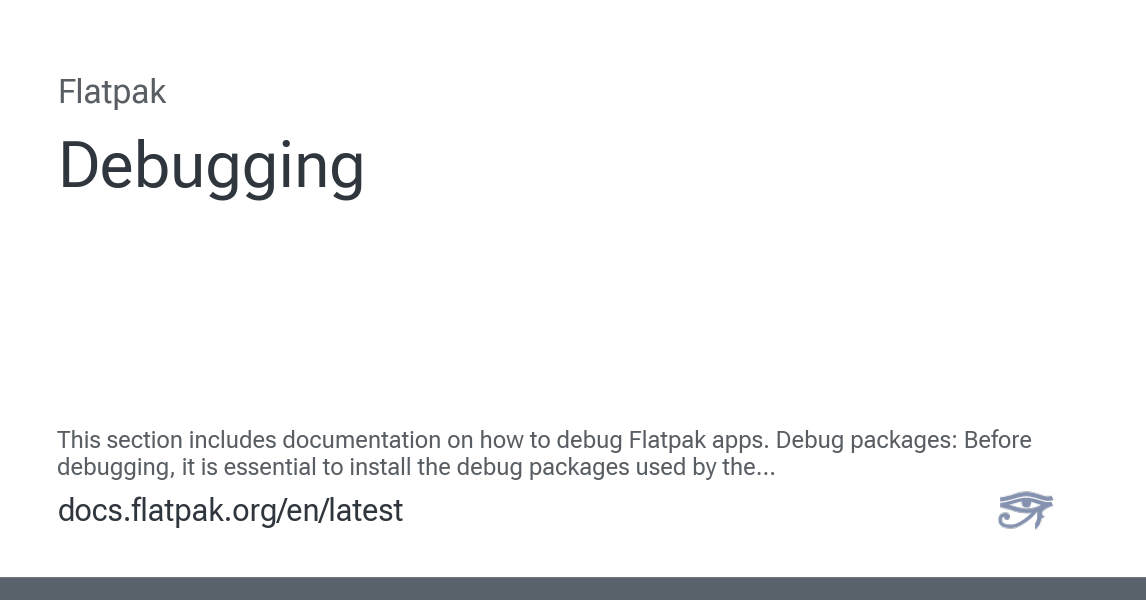 Flatpak
Debugging
This section includes documentation on how to debug Flatpak apps. Debug packages: Before
debugging, it is essential to install the debug packages used by the...
docs.flatpak.org/en/latest